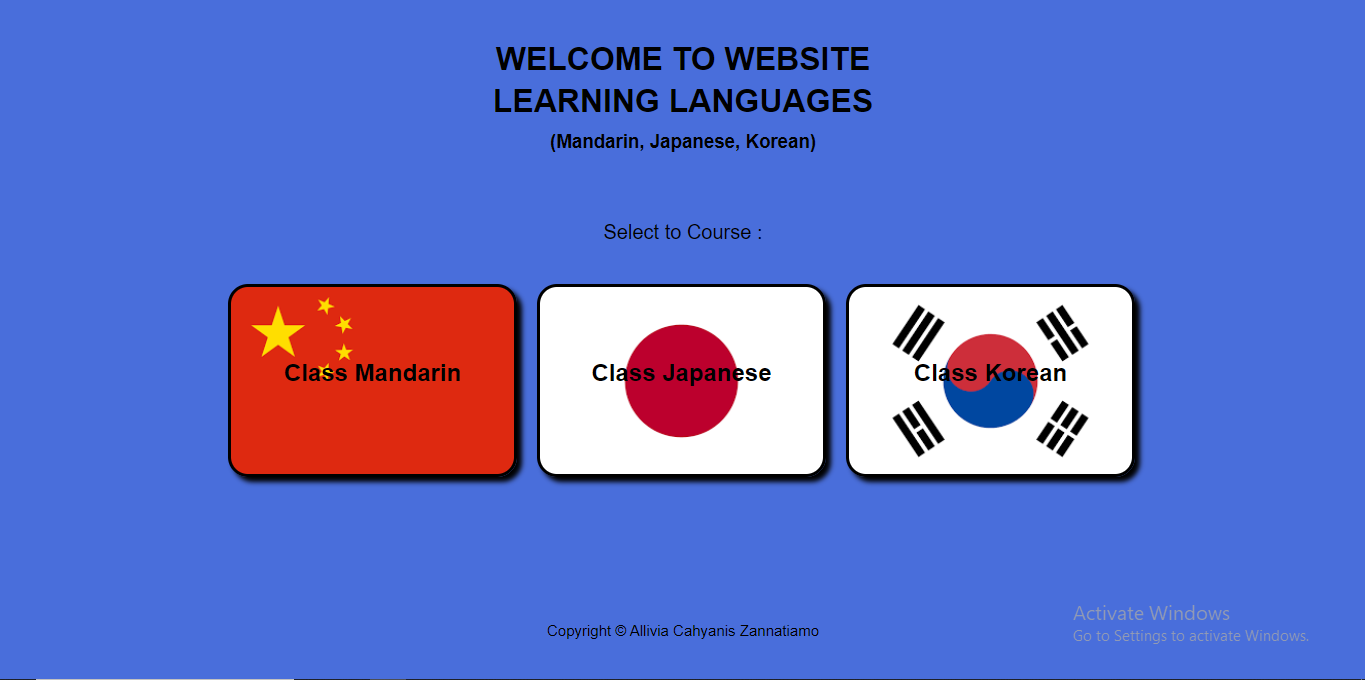 WELCOME TO WEBSITE
LEARNING LANGUAGES
(Mandarin, Japanese, Korean)
Select to Course :
Class Mandarin
Class Japanese
Class Korean
Activate Windows
Go to Settings to activate Windows.
Copyright © Allivia Cahyanis Zannatiamo